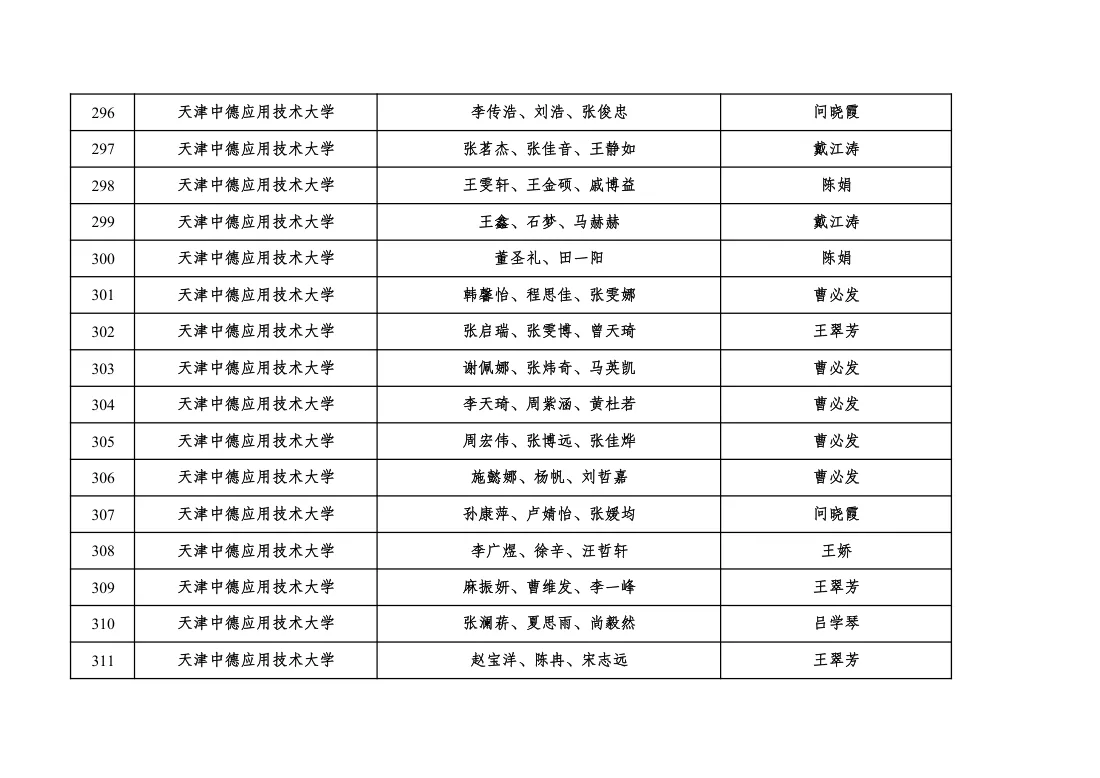 296 天津中德应用技术大学 李传浩、刘浩、张俊忠 问晓霞
297 天津中德应用技术大学 张茗杰、张佳音、王静如 戴江涛
298 天津中德应用技术大学 王雯轩、王金硕、戚博益 陈娟
299 天津中德应用技术大学 王鑫、石梦、马赫赫 戴江涛
300 天津中德应用技术大学 董圣礼、田一阳 陈娟
301 天津中德应用技术大学 韩馨怡、程思佳、张雯娜 曹必发
302 天津中德应用技术大学 张启瑞、张雯博、曾天琦 王翠芳
303 天津中德应用技术大学 谢佩娜、张炜奇、马英凯 曹必发
304 天津中德应用技术大学 李天琦、周紫涵、黄杜若 曹必发
305 天津中德应用技术大学 周宏伟、张博远、张佳烨 曹必发
306 天津中德应用技术大学 施懿娜、杨帆、刘哲嘉 曹必发
307 天津中德应用技术大学 孙康萍、卢婧怡、张媛均 问晓霞
308 天津中德应用技术大学 李广煜、徐辛、汪哲轩 王娇
309 天津中德应用技术大学 麻振妍、曹维发、李一峰 王翠芳
310 天津中德应用技术大学 张澜菥、夏思雨、尚毅然 吕学琴
311 天津中德应用技术大学 赵宝洋、陈冉、宋志远 王翠芳